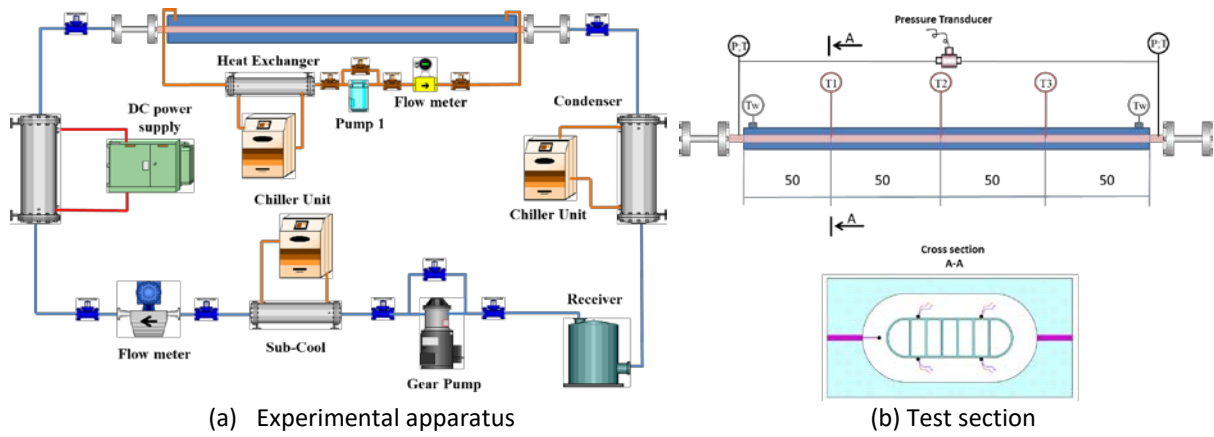 Heat Exchanger
Pump 1
Flow meter
Condenser
DC power
supply
Chiller Unit
Chiller Unit
Flow meter
Sub-Cool
Gear Pump
Receiver
(a) Experimental apparatus
Pressure Transducer
A
P;T
P;T
T1
T2
T3
Tw
Tw
50
50
50
50
A
Cross section
A-A
(b) Test section